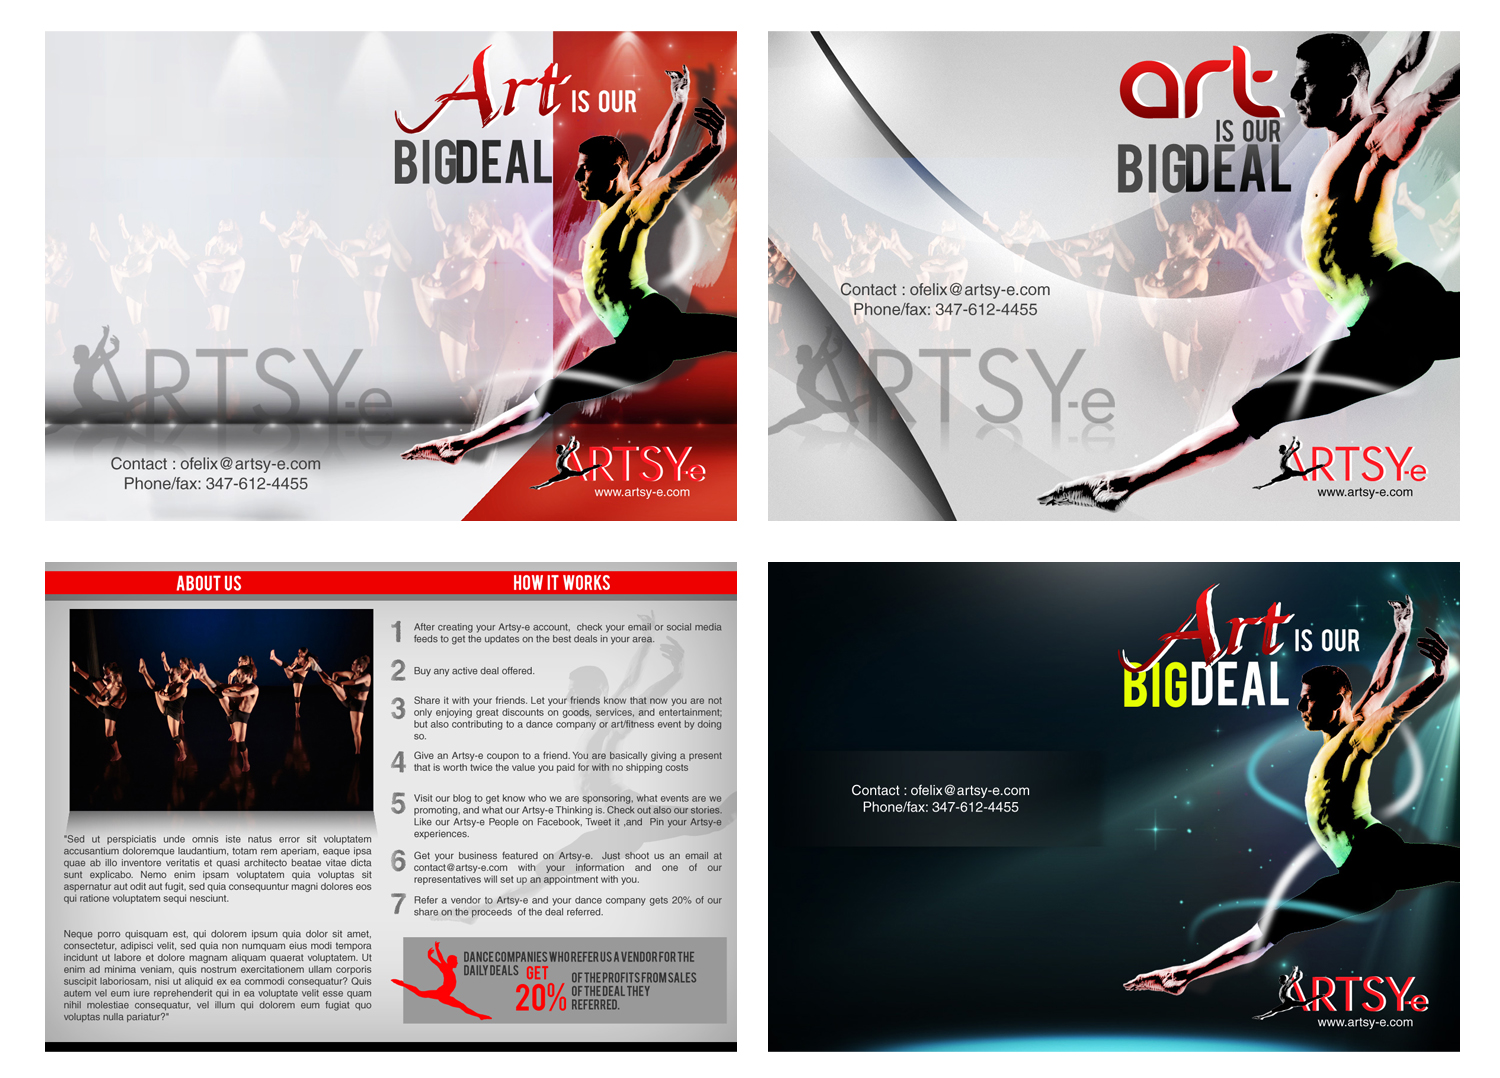 Art IS OUR
BIGDEAL
ARTSY-e
Contact : ofelix@artsy-e.com
Phone/fax: 347-612-4455
ARTSY-e
www.artsy-e.com
art
IS OUR
BIGDEAL
Contact : ofelix@artsy-e.com
Phone/fax: 347-612-4455
ARTSY-e
ARTSY-e
www.artsy-e.com
ABOUT US
"Sed ut perspiciatis unde omnis iste natus error sit voluptatem
accusantium doloremque laudantium, totam rem aperiam, eaque ipsa
quae ab illo inventore veritatis et quasi architecto beatae vitae dicta
sunt explicabo. Nemo enim ipsam voluptatem quia voluptas sit
aspernatur aut odit aut fugit, sed quia consequuntur magni dolores eos
qui ratione voluptatem sequi nesciunt.
Neque porro quisquam est, qui dolorem ipsum quia dolor sit amet,
consectetur, adipisci velit, sed quia non numquam eius modi tempora
incidunt ut labore et dolore magnam aliquam quaerat voluptatem. Ut
enim ad minima veniam, quis nostrum exercitationem ullam corporis
suscipit laboriosam, nisi ut aliquid ex ea commodi consequatur? Quis
autem vel eum iure reprehenderit qui in ea voluptate velit esse quam
nihil molestiae consequatur, vel illum qui dolorem eum fugiat quo
voluptas nulla pariatur?"
HOW IT WORKS
1 After creating your Artsy-e account, check your email or social media
feeds to get the updates on the best deals in your area.
2 Buy any active deal offered.
3 Share it with your friends. Let your friends know that now you are not
only enjoying great discounts on goods, services, and entertainment;
but also contributing to a dance company or art/fitness event by doing
so.
4 Give an Artsy-e coupon to a friend. You are basically giving a present
that is worth twice the value you paid for with no shipping costs
5 Visit our blog to get know who we are sponsoring, what events are we
promoting, and what our Artsy-e Thinking is. Check out also our stories.
Like our Artsy-e People on Facebook, Tweet it ,and Pin your Artsy-e
experiences.
6 Get your business featured on Artsy-e. Just shoot us an email at
contact@artsy-e.com with your information and one of our
representatives will set up an appointment with you.
7 Refer a vendor to Artsy-e and your dance company gets 20% of our
share on the proceeds of the deal referred.
DANCE COMPANIES WHO REFER US A VENDOR FOR THE
DAILY DEALS GET
20% OF THE PROFITS FROM SALES
OF THE DEAL THEY
REFERRED.
Art IS OUR
BIGDEAL
Contact : ofelix@artsy-e.com
Phone/fax: 347-612-4455
ARTSY-e
www.artsy-e.com